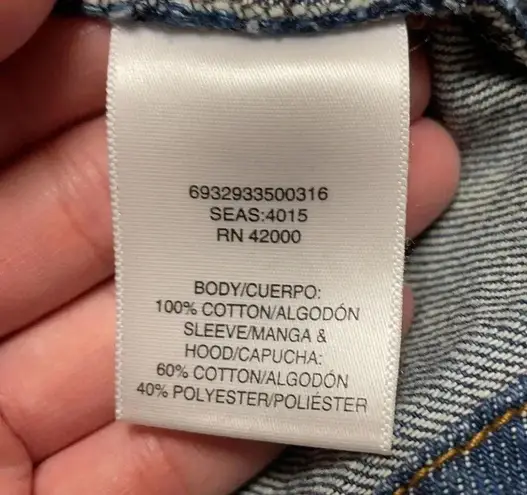 6932933500316
SEAS:4015
RN 42000
BODY/CUERPO:
100% COTTON/ALGODÓN
SLEEVE/MANGA &
HOOD/CAPUCHA:
60% COTTON/ALGODÓN
40% POLYESTER/POLIÉSTER